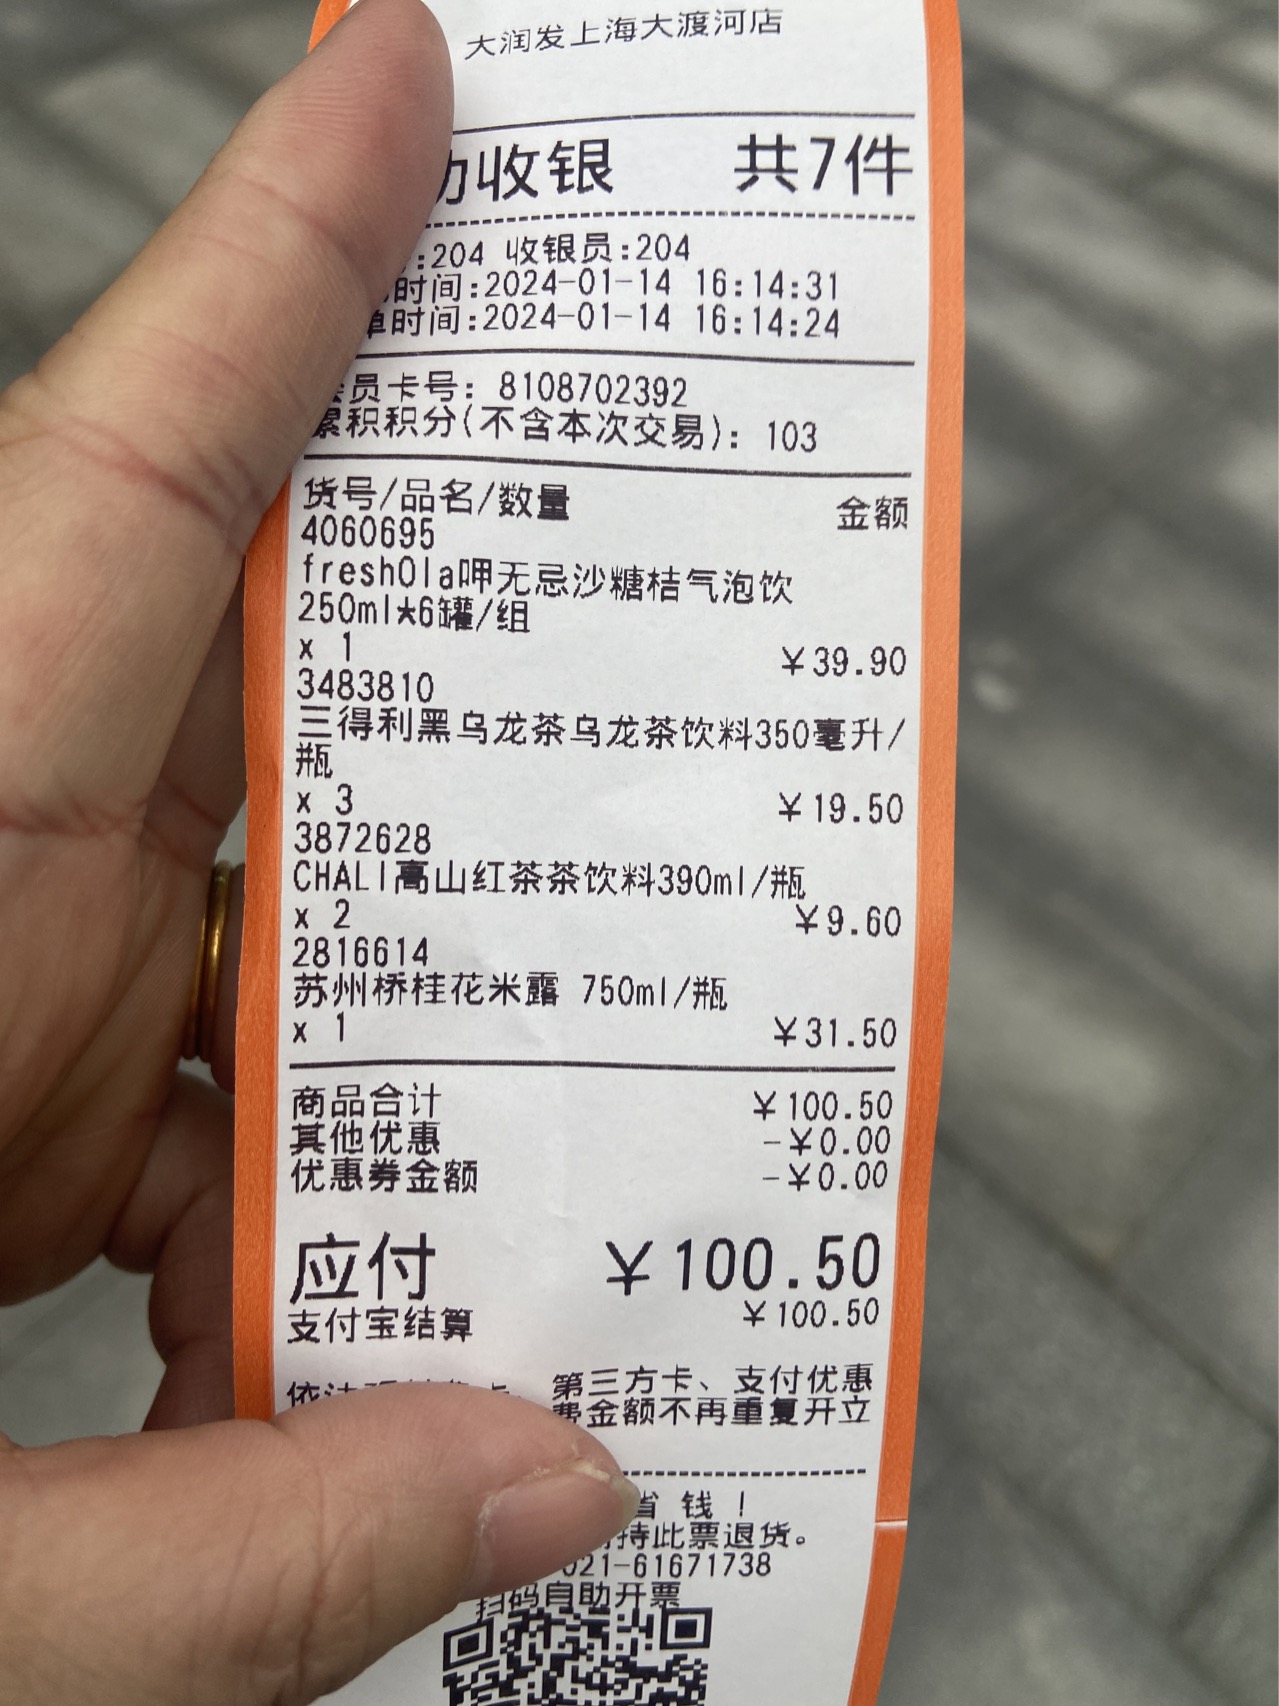 大润发上海大渡河店
收银 共7件
:204 收银员:204
时间:2024-01-14 16:14:31
单时间:2024-01-14 16:14:24
会员卡号: 8108702392
累积积分(不含本次交易): 103
货号/品名/数量 金额
4060695
freshOla呷无忌沙糖桔气泡饮
250ml*6罐/组
x 1 ¥39.90
3483810
三得利黑乌龙茶乌龙茶饮料350毫升/
瓶
x 3 ¥19.50
3872628
CHALI高山红茶茶饮料390ml/瓶
x 2 ¥9.60
2816614
苏州桥桂花米露 750ml/瓶
x 1 ¥31.50
商品合计 ¥100.50
其他优惠 -¥0.00
优惠券金额 -¥0.00
应付 ¥100.50
支付宝结算 ¥100.50
第三方卡、支付优惠
费金额不再重复开立
省 钱 !
持此票退货。
021-61671738
扫码自助开票